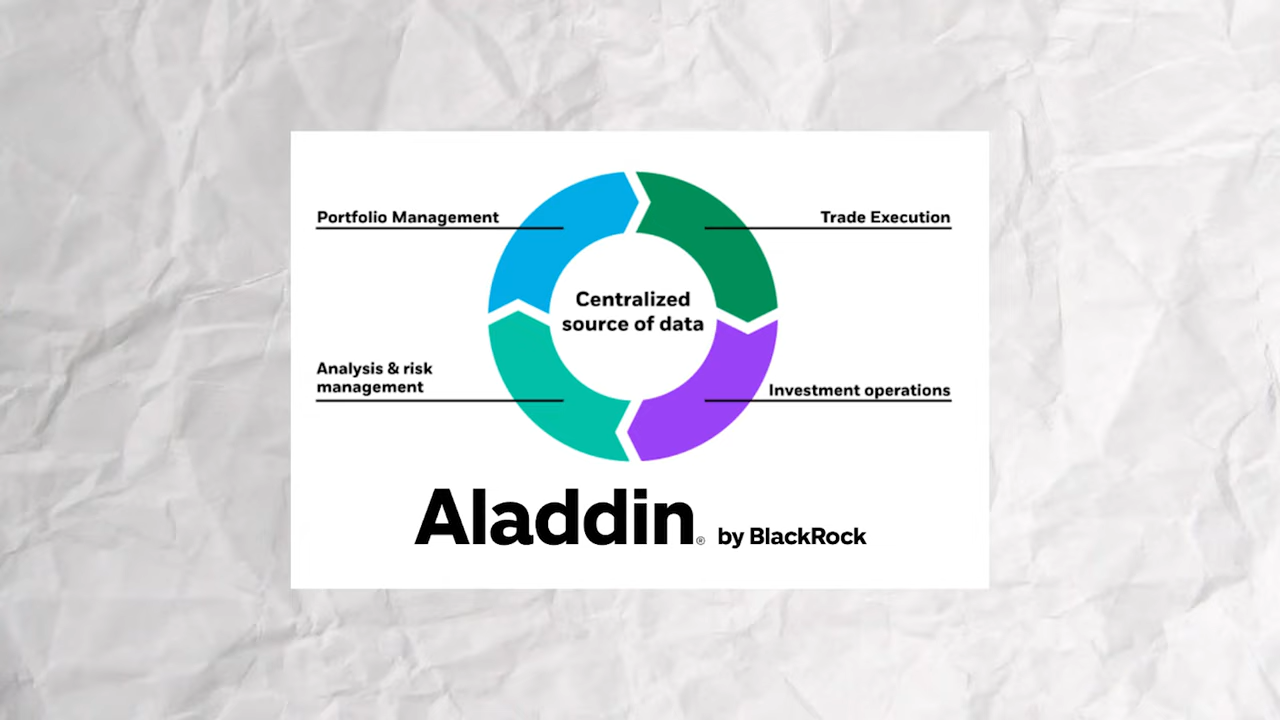 Portfolio Management
Trade Execution
Centralized
source of data
Analysis & risk
management
Investment operations
Aladdin® by BlackRock